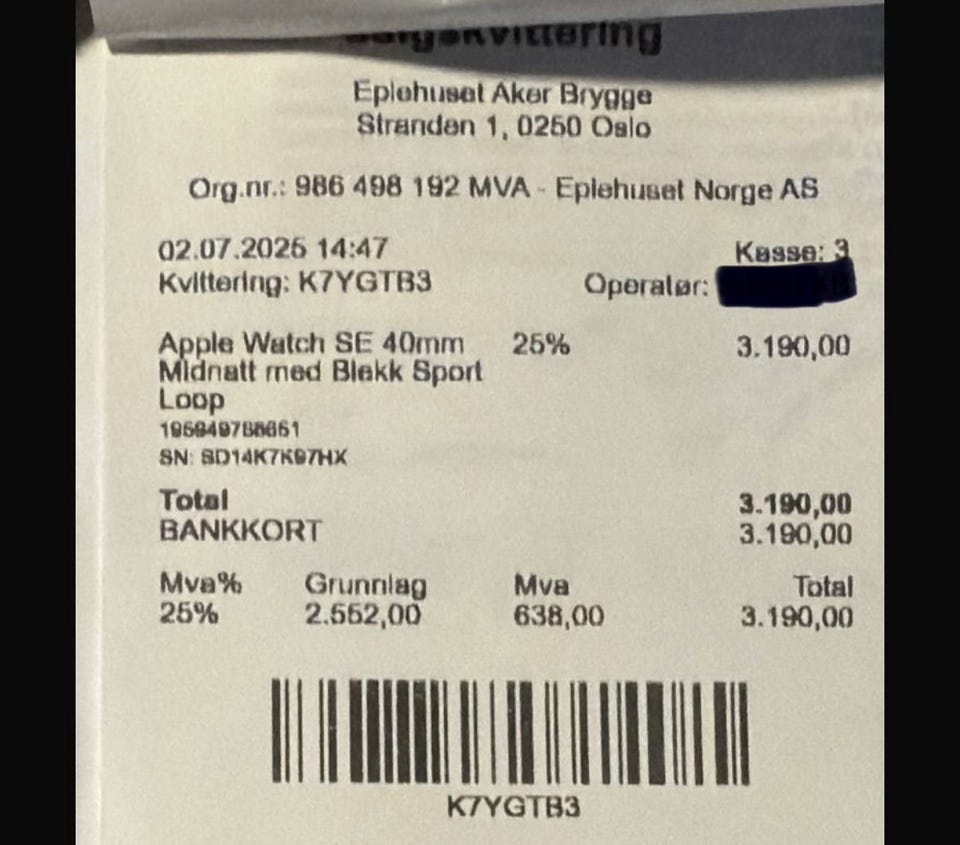 Salgskvittering
Eplehuset Aker Brygge
Stranden 1, 0250 Oslo
Org.nr.: 986 498 192 MVA - Eplehuset Norge AS
02.07.2025 14:47 Kasse: 3
Kvittering: K7YGTB3 Operatør:
Apple Watch SE 40mm 25% 3.190,00
Midnatt med Blekk Sport
Loop
SN: SD14K7K97HX
Total 3.190,00
BANKKORT 3.190,00
Mva% Grunnlag Mva Total
25% 2.552,00 638,00 3.190,00
K7YGTB3